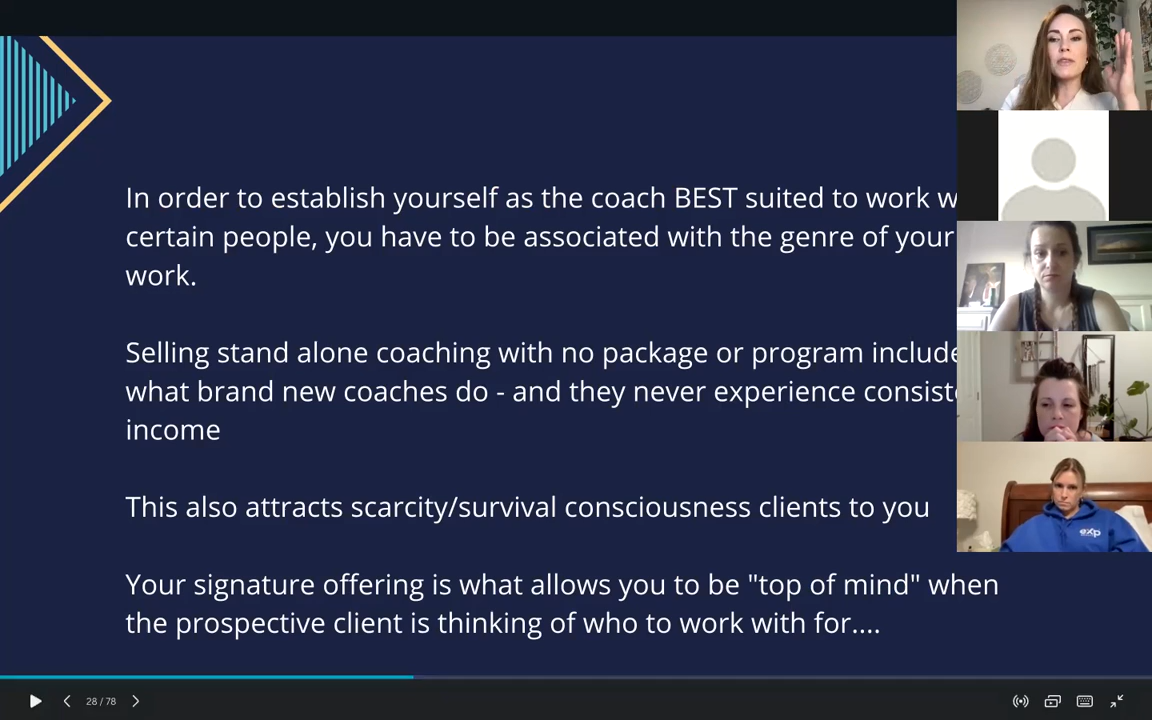 In order to establish yourself as the coach BEST suited to work w
certain people, you have to be associated with the genre of your
work.
Selling stand alone coaching with no package or program include
what brand new coaches do - and they never experience consiste
income
This also attracts scarcity/survival consciousness clients to you
Your signature offering is what allows you to be "top of mind" when
the prospective client is thinking of who to work with for....
28 / 78
eXp